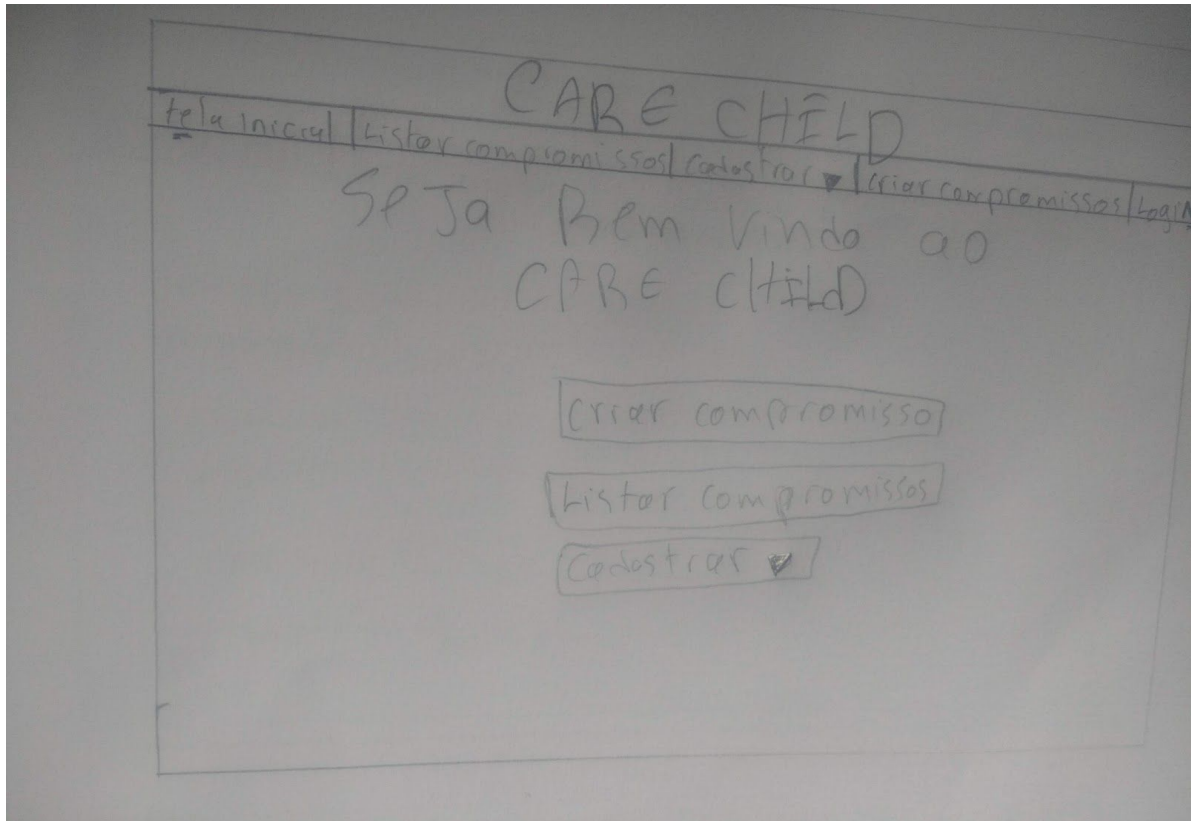 CARE CHILD
tela inicial | Listar compromissos | Cadastrar ▼ | Criar compromissos | Login
SeJa Bem Vindo ao
CARE CHILD
Criar compromisso
Listar compromissos
Cadastrar ▼